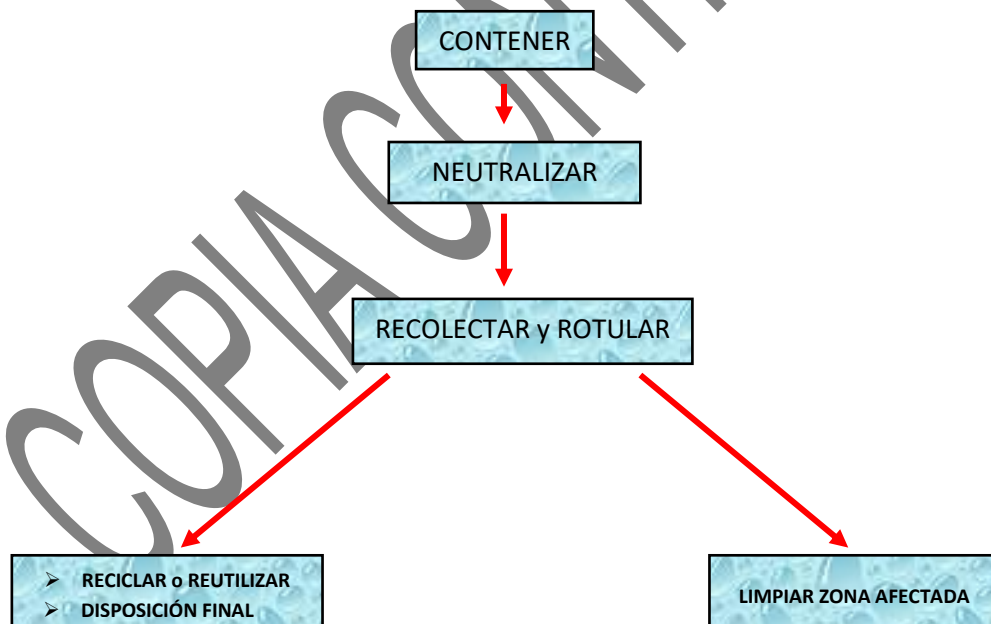 CONTENER
NEUTRALIZAR
RECOLECTAR y ROTULAR
➢ RECICLAR o REUTILIZAR
➢ DISPOSICIÓN FINAL
LIMPIAR ZONA AFECTADA
COPIA CON